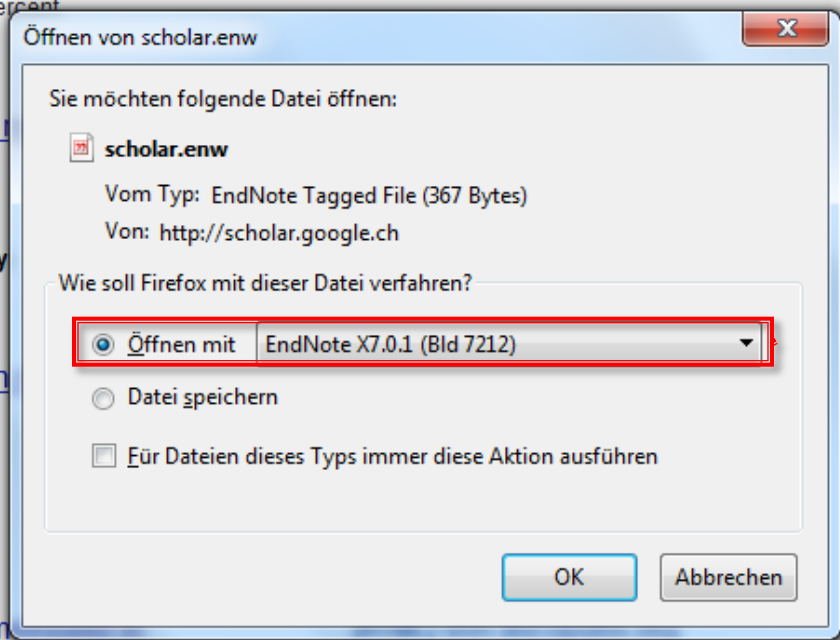 ercent
Öffnen von scholar.enw
Sie möchten folgende Datei öffnen:
scholar.enw
Vom Typ: EndNote Tagged File (367 Bytes)
Von: http://scholar.google.ch
Wie soll Firefox mit dieser Datei verfahren?
Öffnen mit EndNote X7.0.1 (Bld 7212)
Datei speichern
Für Dateien dieses Typs immer diese Aktion ausführen
OK Abbrechen